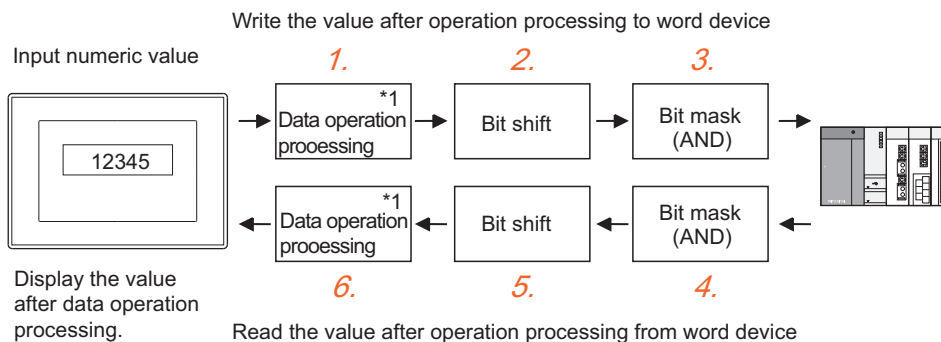 Write the value after operation processing to word device
Input numeric value
1.
2.
3.
*1
Data operation
prooessing
Bit shift
Bit mask
(AND)
12345
*1
Data operation
prooessing
Bit shift
Bit mask
(AND)
6.
5.
4.
Display the value
after data operation
processing.
Read the value after operation processing from word device